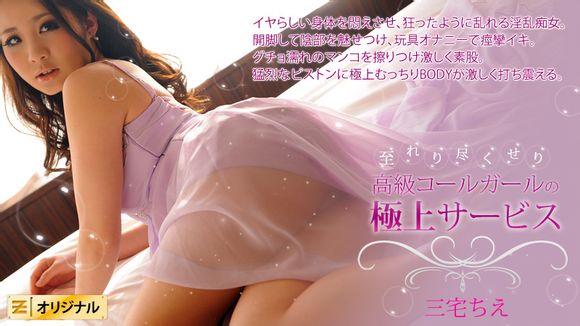 イヤらしい身体を悶えさせ、狂ったように乱れる淫乱痴女。
開脚して陰部を魅せつけ、玩具オナニーで痙攣イキ。
グチョ濡れのマンコを擦りつけ激しく素股。
猛烈なピストンに極上むっちりBODYが激しく打ち震える。
至れり尽くせり
高級コールガールの
極上サービス
三宅ちえ
Z オリジナル